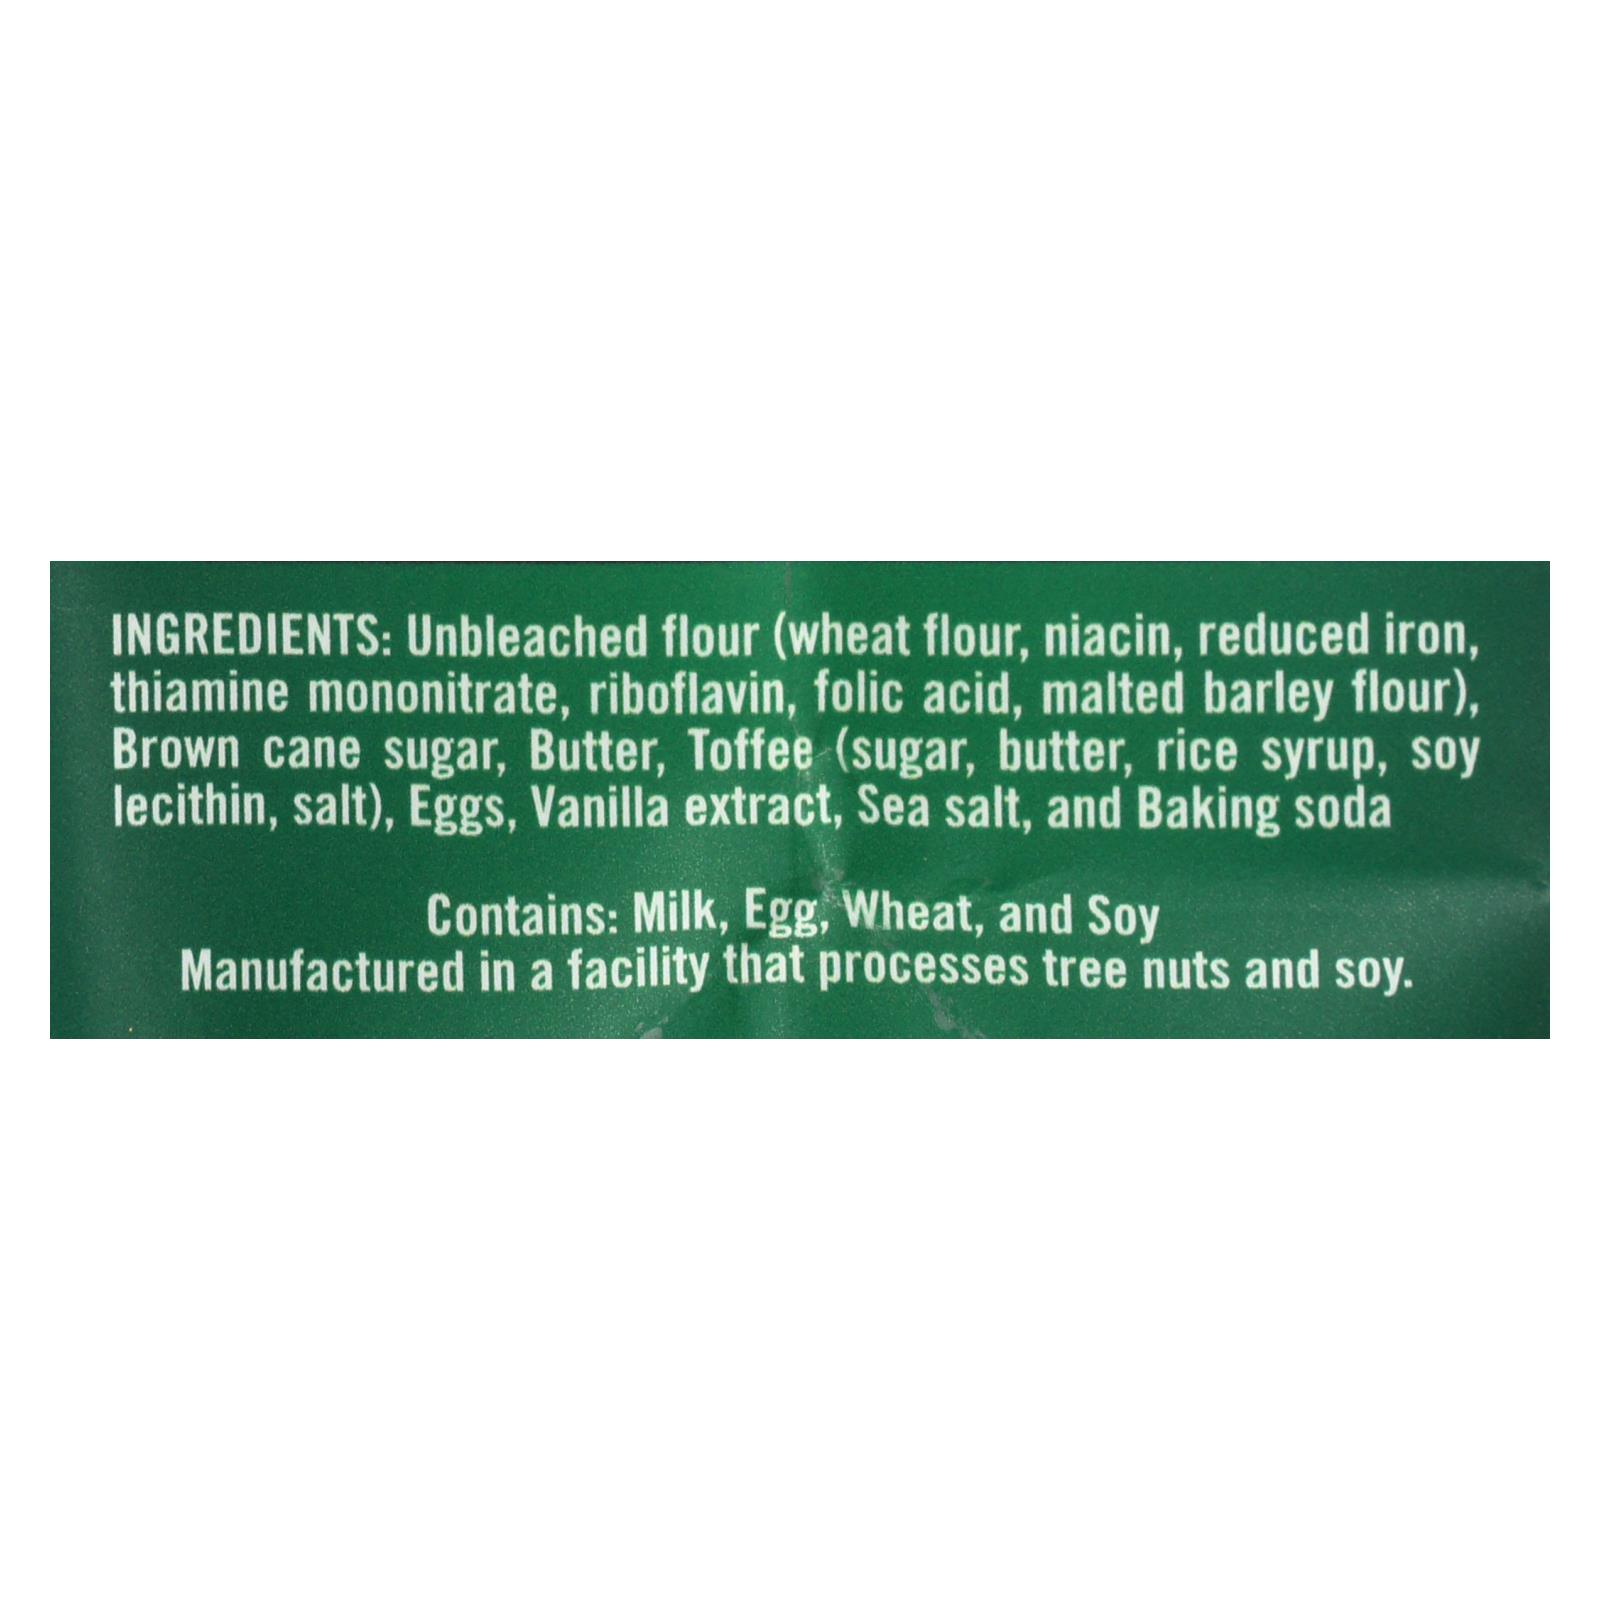 INGREDIENTS: Unbleached flour (wheat flour, niacin, reduced iron,
thiamine mononitrate, riboflavin, folic acid, malted barley flour),
Brown cane sugar, Butter, Toffee (sugar, butter, rice syrup, soy
lecithin, salt), Eggs, Vanilla extract, Sea salt, and Baking soda
Contains: Milk, Egg, Wheat, and Soy
Manufactured in a facility that processes tree nuts and soy.